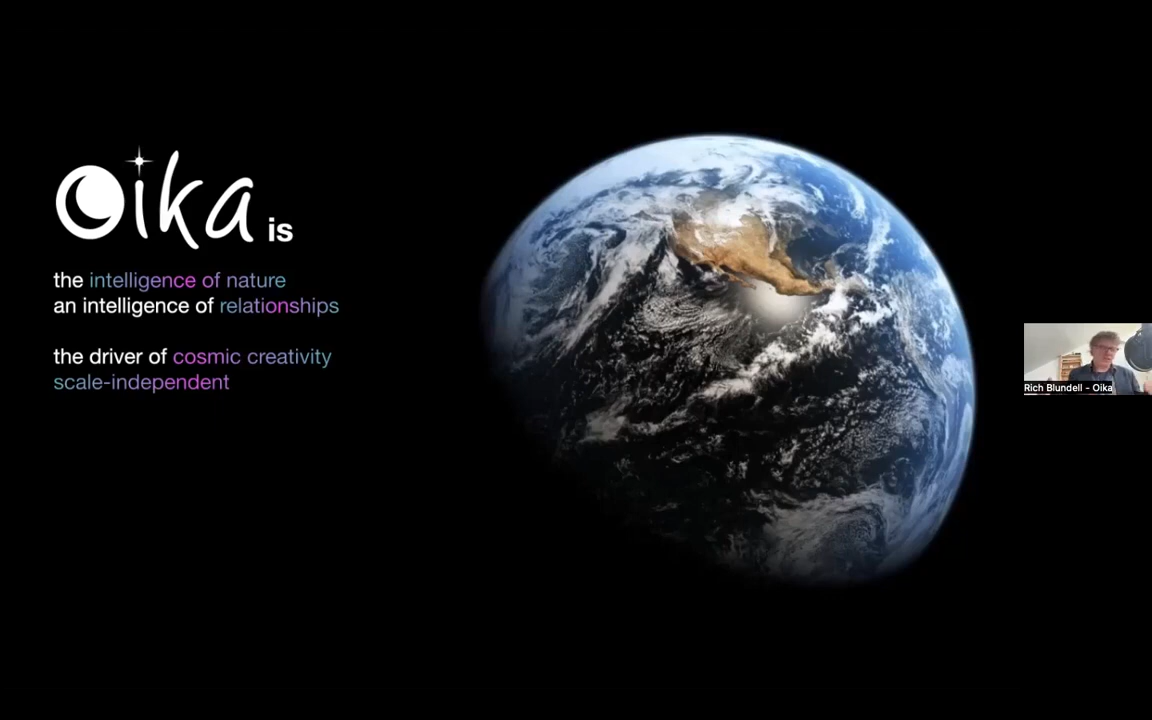 Oika is
the intelligence of nature
an intelligence of relationships
the driver of cosmic creativity
scale-independent
Rich Blundell - Oika